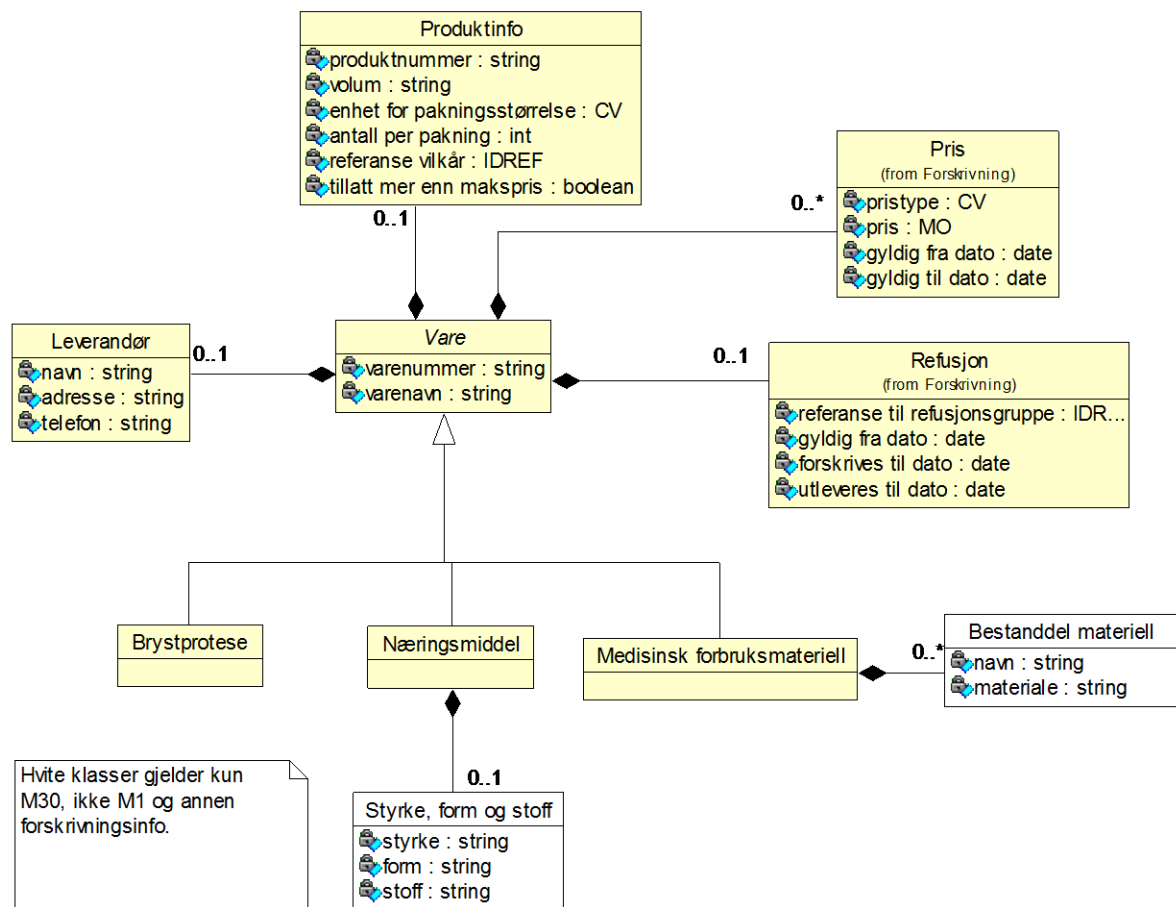 Produktinfo
produktnummer : string
volum : string
enhet for pakningsstørrelse : CV
antall per pakning : int
referanse vilkår : IDREF
tillatt mer enn makspris : boolean
0..1
Pris
(from Forskrivning)
pristype : CV
pris : MO
gyldig fra dato : date
gyldig til dato : date
0..*
Leverandør
navn : string
adresse : string
telefon : string
0..1
Vare
varenummer : string
varenavn : string
0..1
Refusjon
(from Forskrivning)
referanse til refusjonsgruppe : IDR...
gyldig fra dato : date
forskrives til dato : date
utleveres til dato : date
Brystprotese
Næringsmiddel
Medisinsk forbruksmateriell
0..*
Bestanddel materiell
navn : string
materiale : string
Hvite klasser gjelder kun
M30, ikke M1 og annen
forskrivningsinfo.
0..1
Styrke, form og stoff
styrke : string
form : string
stoff : string